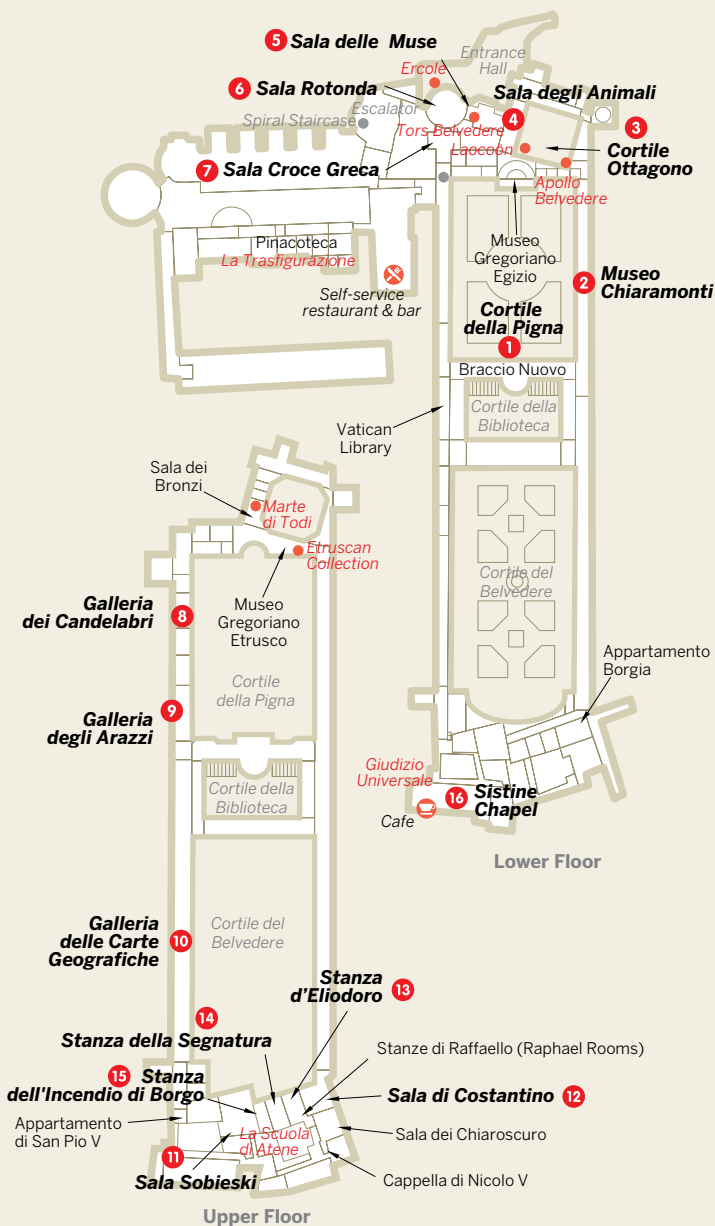 5 Sala delle Muse
Entrance
Hall
Ercole
6 Sala Rotonda
Sala degli Animali
Escalator
Spiral Staircase
Tors Belvedere
4
3
Cortile
Ottagono
Laocoön
7 Sala Croce Greca
Apollo
Belvedere
Pinacoteca
La Trasfigurazione
Museo
Gregoriano
Egizio
2 Museo
Chiaramonti
Self-service
restaurant & bar
Cortile
della Pigna
1
Braccio Nuovo
Cortile della
Biblioteca
Vatican
Library
Sala dei
Bronzi
Marte
di Todi
Etruscan
Collection
Cortile del
Belvedere
Galleria
dei Candelabri
8
Museo
Gregoriano
Etrusco
Appartamento
Borgia
Cortile
della Pigna
9
Galleria
degli Arazzi
Giudizio
Universale
Cortile della
Biblioteca
16 Sistine
Chapel
Cafe
Lower Floor
Galleria
delle Carte
Geografiche
10
Cortile del
Belvedere
Stanza
d'Eliodoro
13
14
Stanza della Segnatura
Stanze di Raffaello (Raphael Rooms)
15 Stanza
dell'Incendio di Borgo
Sala di Costantino 12
Appartamento
di San Pio V
La Scuola
di Atene
Sala dei Chiaroscuro
11
Sala Sobieski
Cappella di Nicolo V
Upper Floor